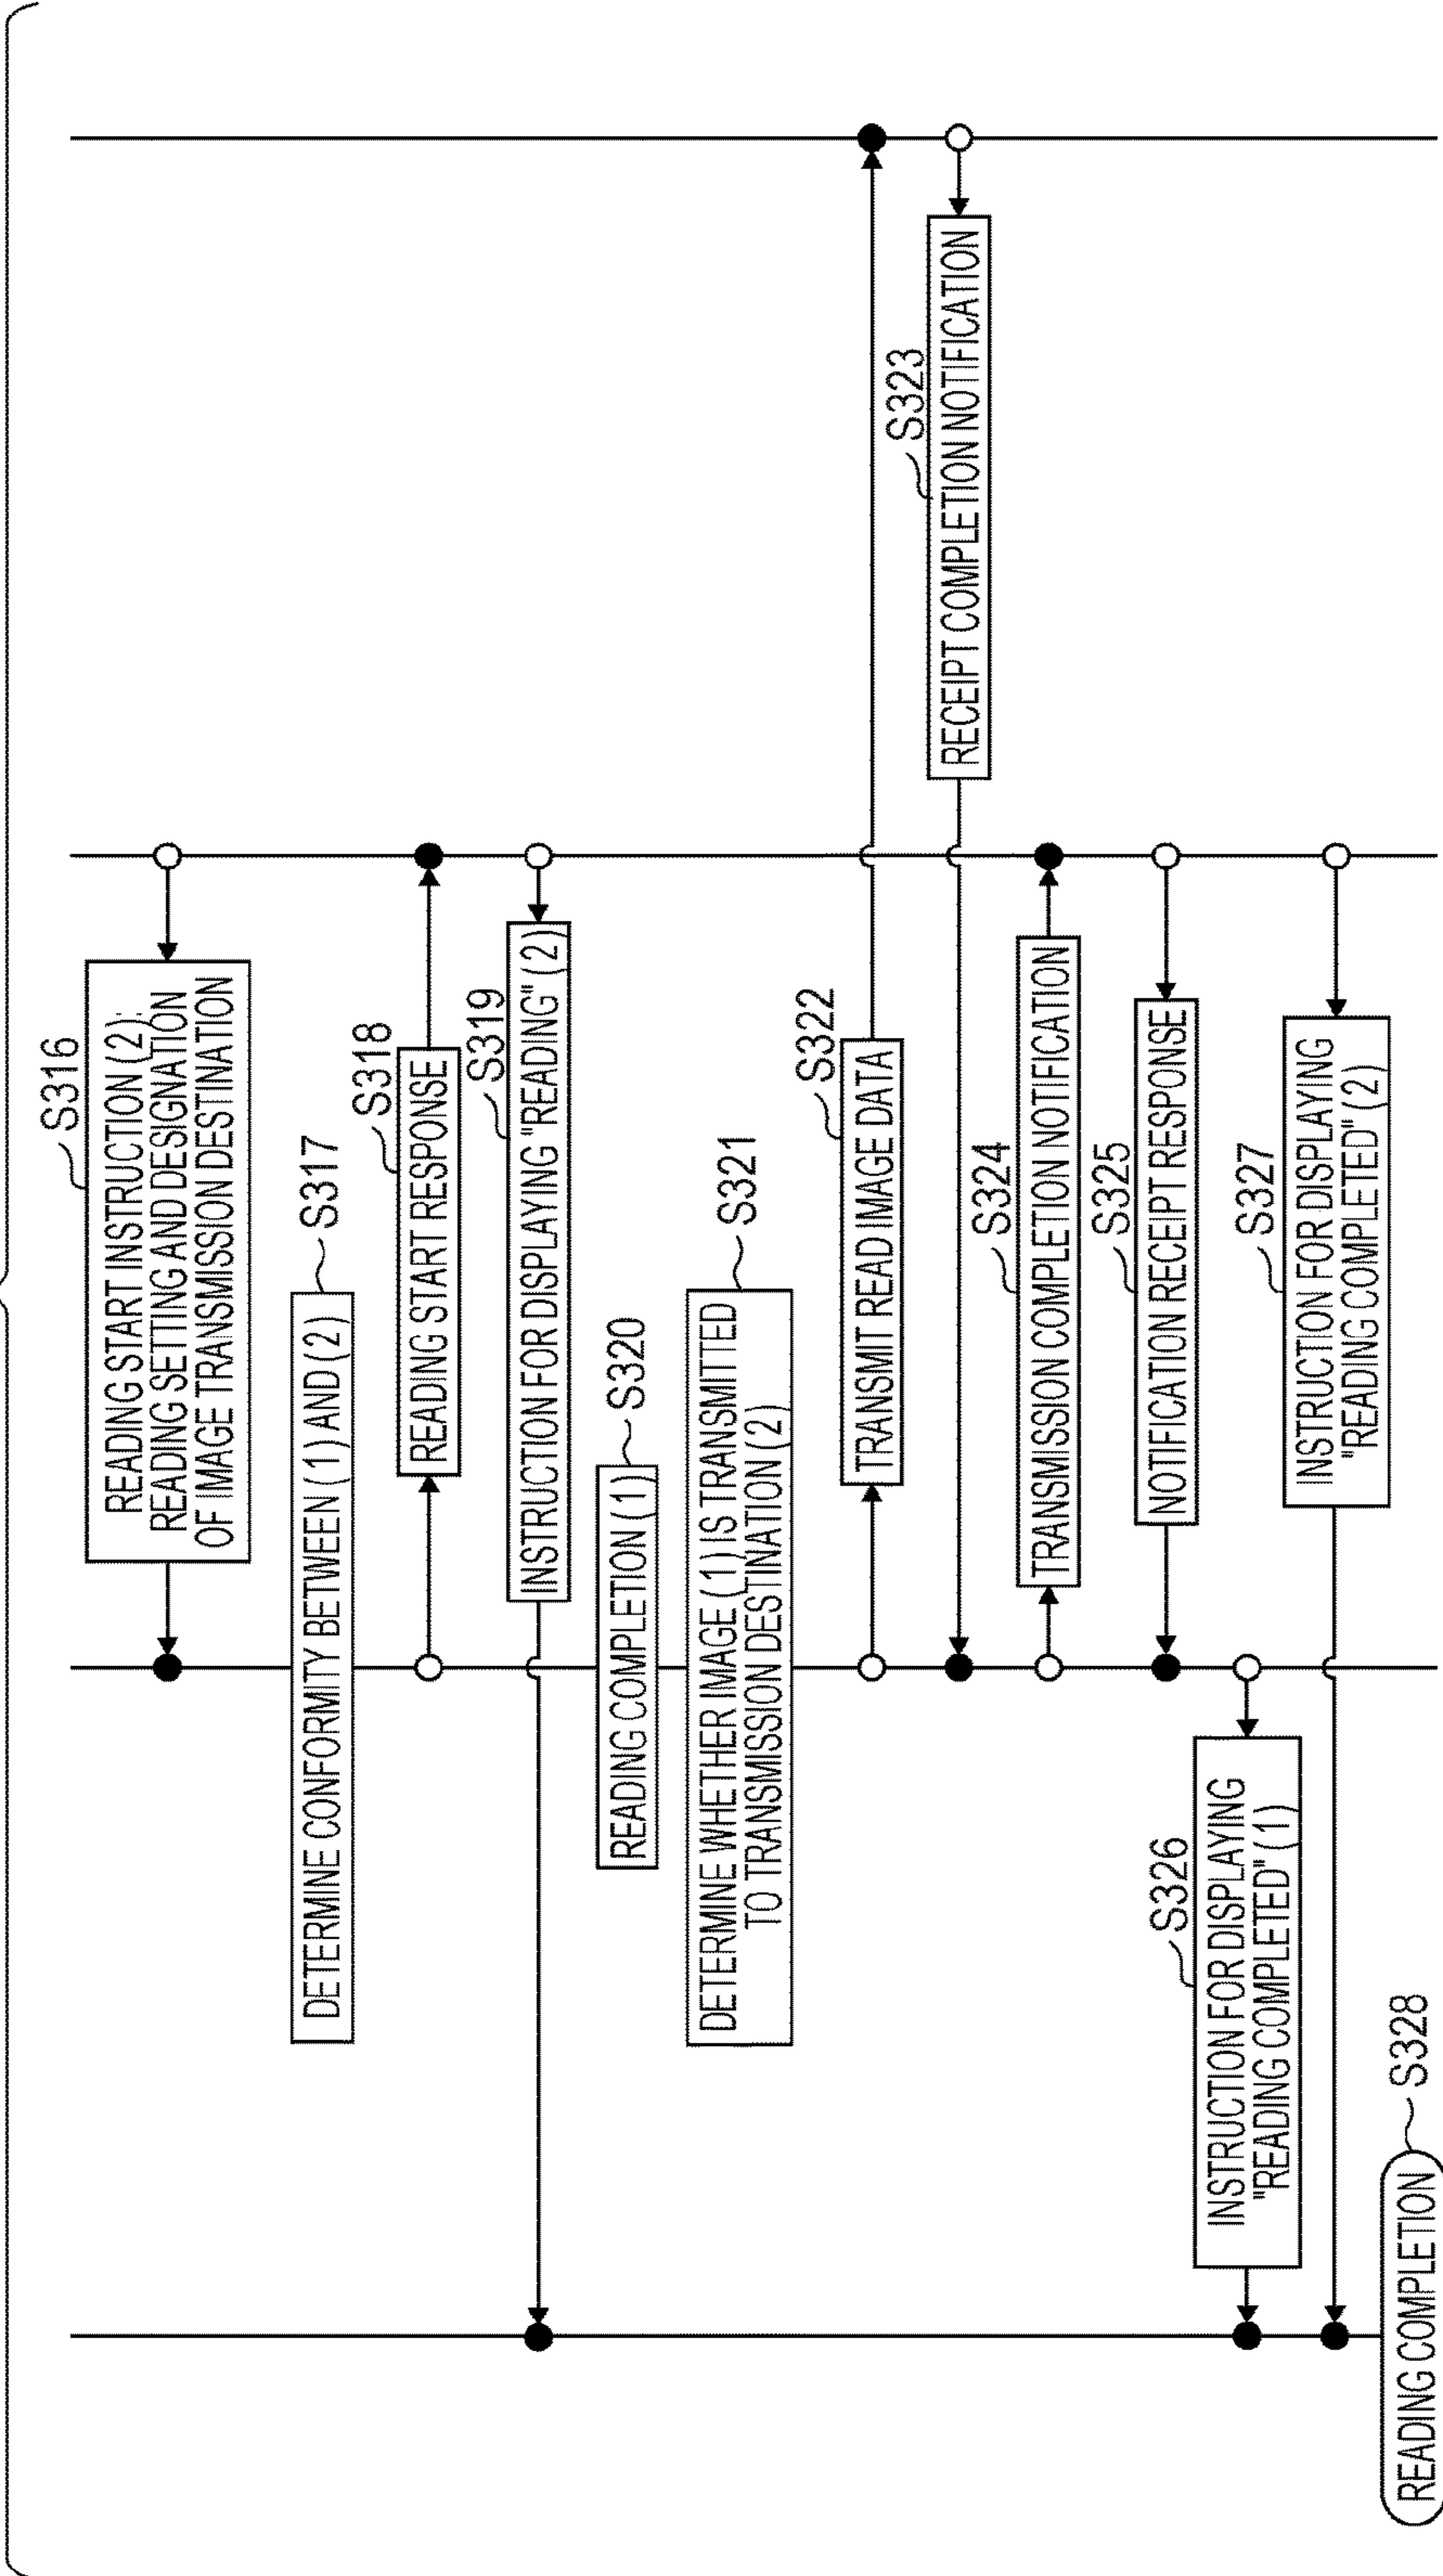 S316
READING START INSTRUCTION (2);
READING SETTING AND DESIGNATION
OF IMAGE TRANSMISSION DESTINATION
S317
DETERMINE CONFORMITY BETWEEN (1) AND (2)
S318
READING START RESPONSE
S319
INSTRUCTION FOR DISPLAYING "READING" (2)
S320
READING COMPLETION (1)
S321
DETERMINE WHETHER IMAGE (1) IS TRANSMITTED
TO TRANSMISSION DESTINATION (2)
S322
TRANSMIT READ IMAGE DATA
S323
RECEIPT COMPLETION NOTIFICATION
S324
TRANSMISSION COMPLETION NOTIFICATION
S325
NOTIFICATION RECEIPT RESPONSE
S326
INSTRUCTION FOR DISPLAYING
"READING COMPLETED" (1)
S327
INSTRUCTION FOR DISPLAYING
"READING COMPLETED" (2)
S328
READING COMPLETION